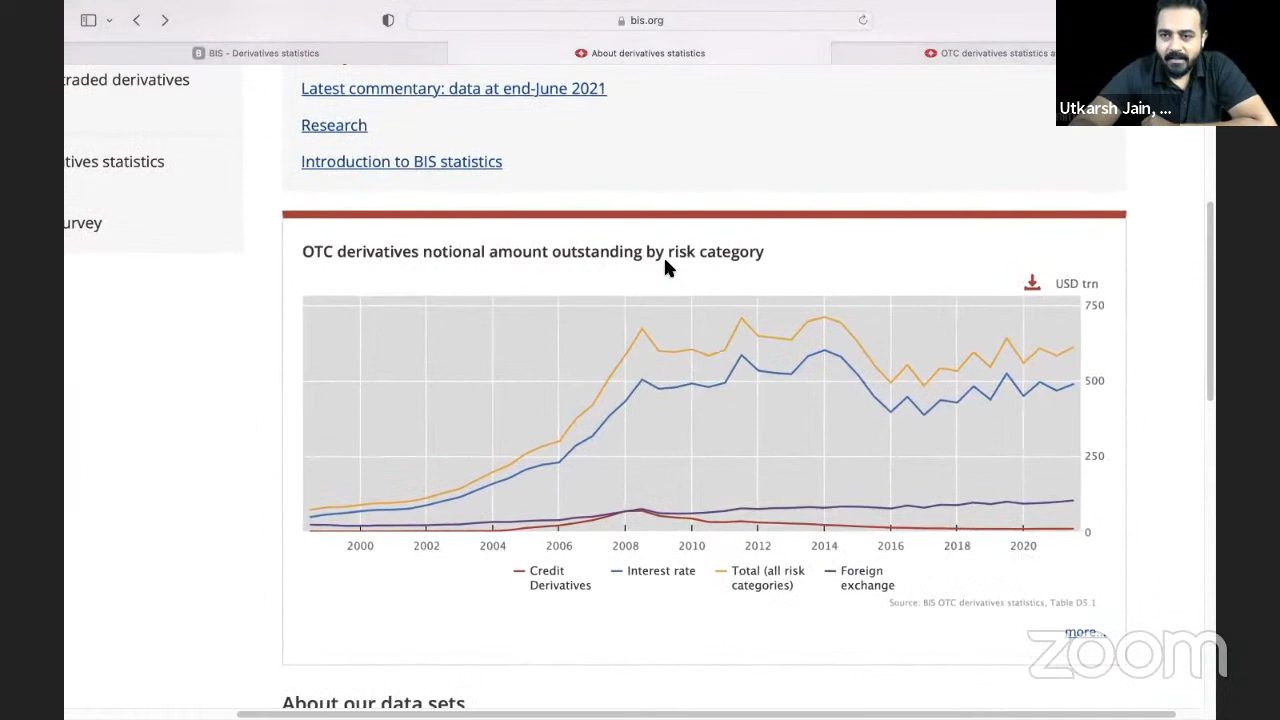 bis.org
BIS - Derivatives statistics
About derivatives statistics
OTC derivatives statistics a
Utkarsh Jain, ...
traded derivatives
tives statistics
urvey
Latest commentary: data at end-June 2021
Research
Introduction to BIS statistics
OTC derivatives notional amount outstanding by risk category
USD trn
750
500
250
0
2000 2002 2004 2006 2008 2010 2012 2014 2016 2018 2020
Credit Derivatives
Interest rate
Total (all risk categories)
Foreign exchange
Source: BIS OTC derivatives statistics, Table D5.1
more...
zoom
About our data sets